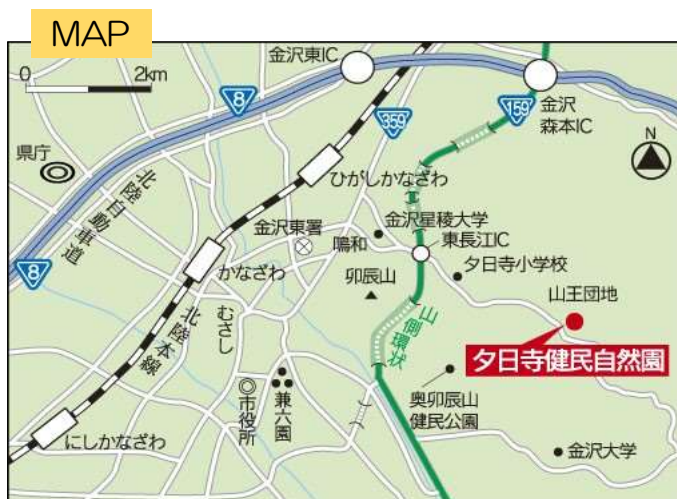 MAP
0 2km
金沢東IC
8
359
159
金沢
森本IC
N
県庁
ひがしかなざわ
北陸自動車道
金沢星稜大学
金沢東署
鳴和
東長江IC
夕日寺小学校
8
かなざわ
卯辰山
山王団地
むさし
山側環状
夕日寺健民自然園
北陸本線
市役所
兼六園
奥卯辰山
健民公園
にしかなざわ
金沢大学